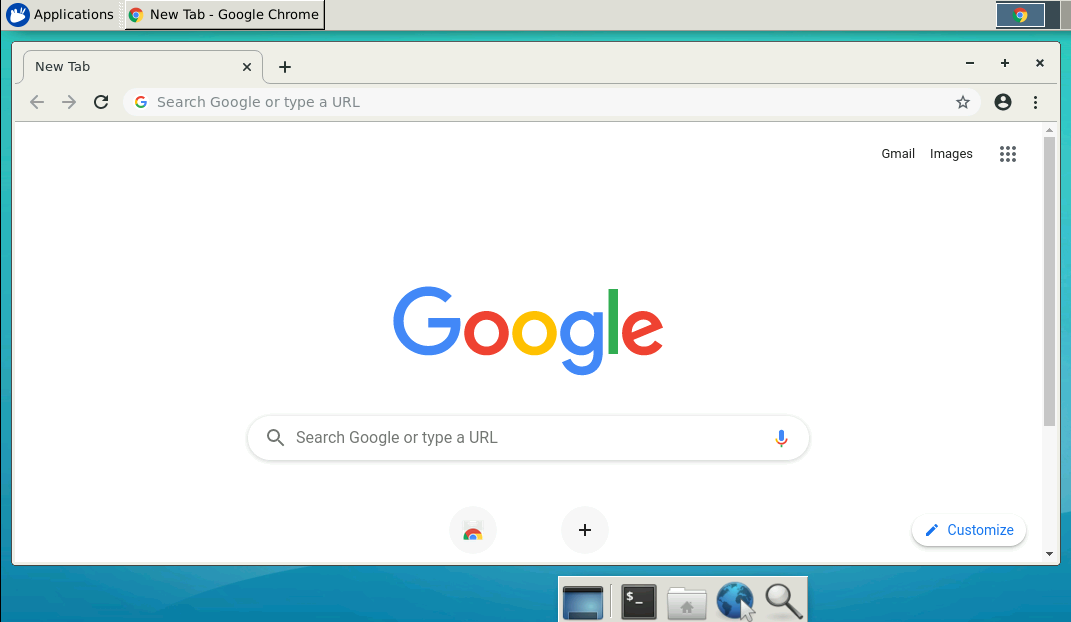 Applications
New Tab - Google Chrome
New Tab
Search Google or type a URL
Gmail Images
Google
Search Google or type a URL
Customize
$_